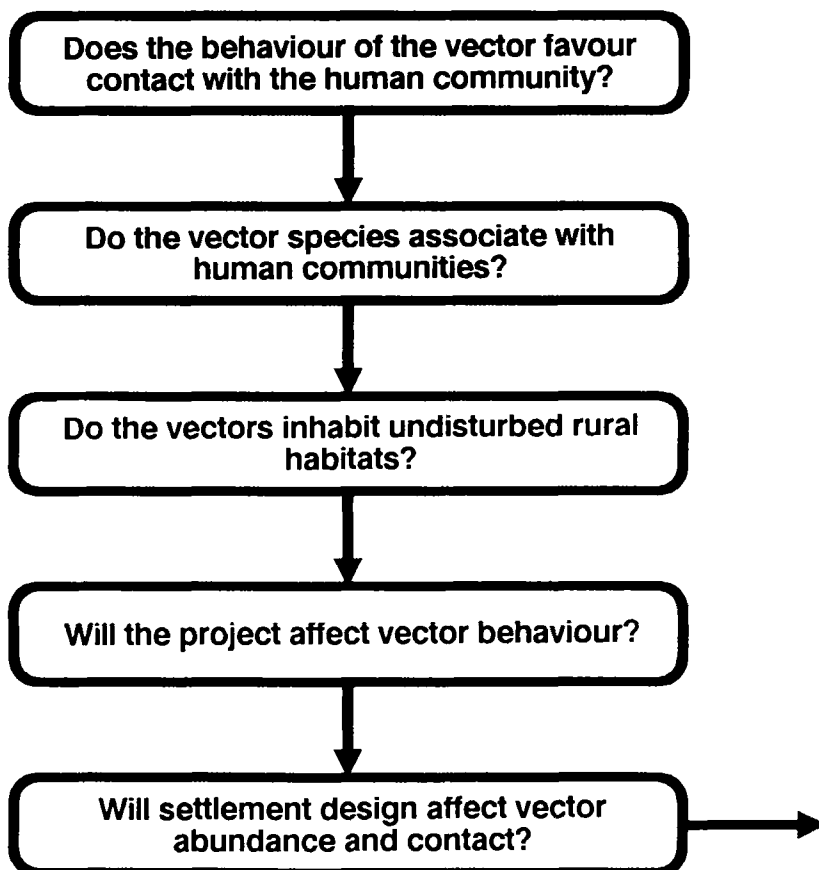 Does the behaviour of the vector favour
contact with the human community?
Do the vector species associate with
human communities?
Do the vectors inhabit undisturbed rural
habitats?
Will the project affect vector behaviour?
Will settlement design affect vector
abundance and contact?